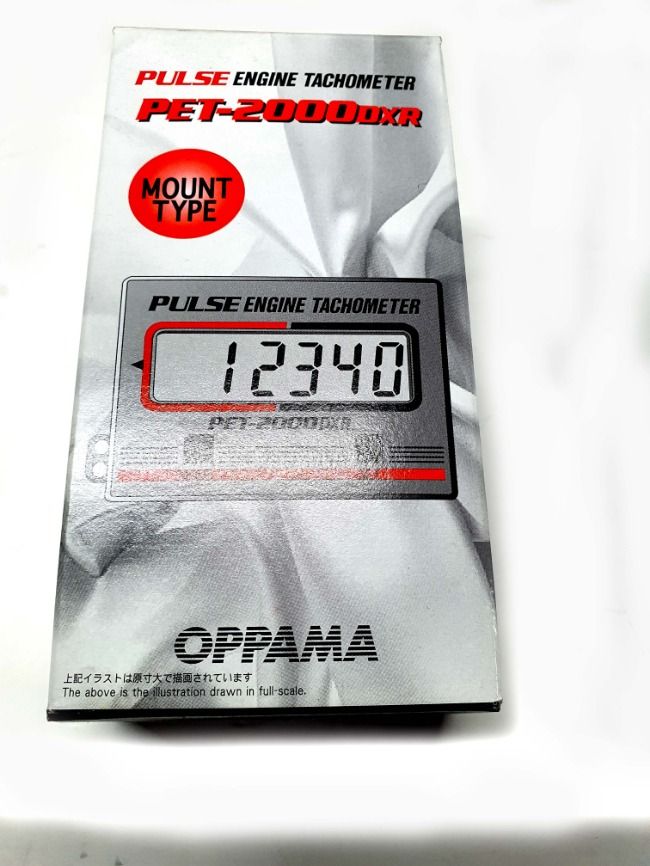 PULSE ENGINE TACHOMETER
PET-2000DXR
MOUNT
TYPE
PULSE ENGINE TACHOMETER
12340
PET-2000DXR
OPPAMA
上記イラストは原寸大で描画されています
The above is the illustration drawn in full-scale.